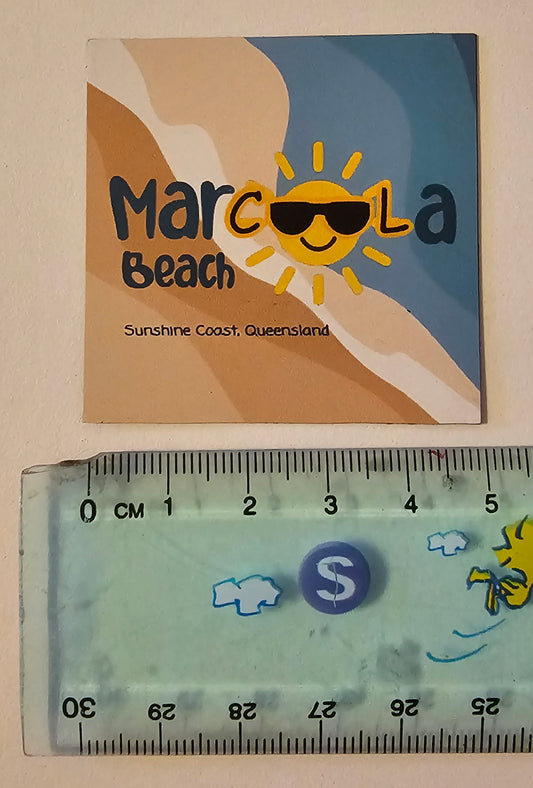 Marcoola
Beach
Sunshine Coast, Queensland
0 CM 1 2 3 4 5
S
30 29 28 27 26 25